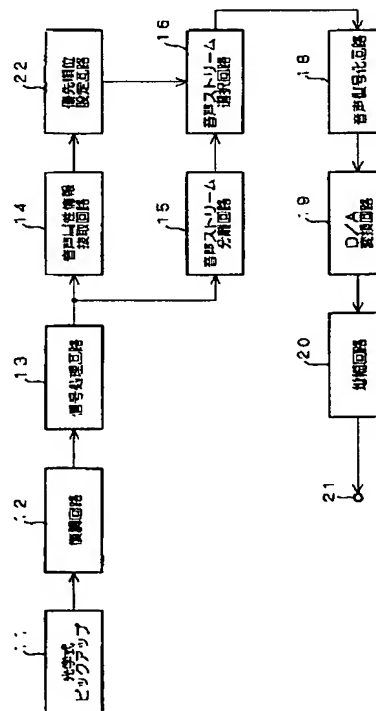 光学式
ピックアップ
12
復調回路
13
信号処理回路
14
音声属性情報
抜取回路
22
優先順位
設定回路
15
音声ストリーム
分離回路
16
音声ストリーム
選択回路
18
音声復号化回路
19
D/A
変換回路
20
増幅回路
21